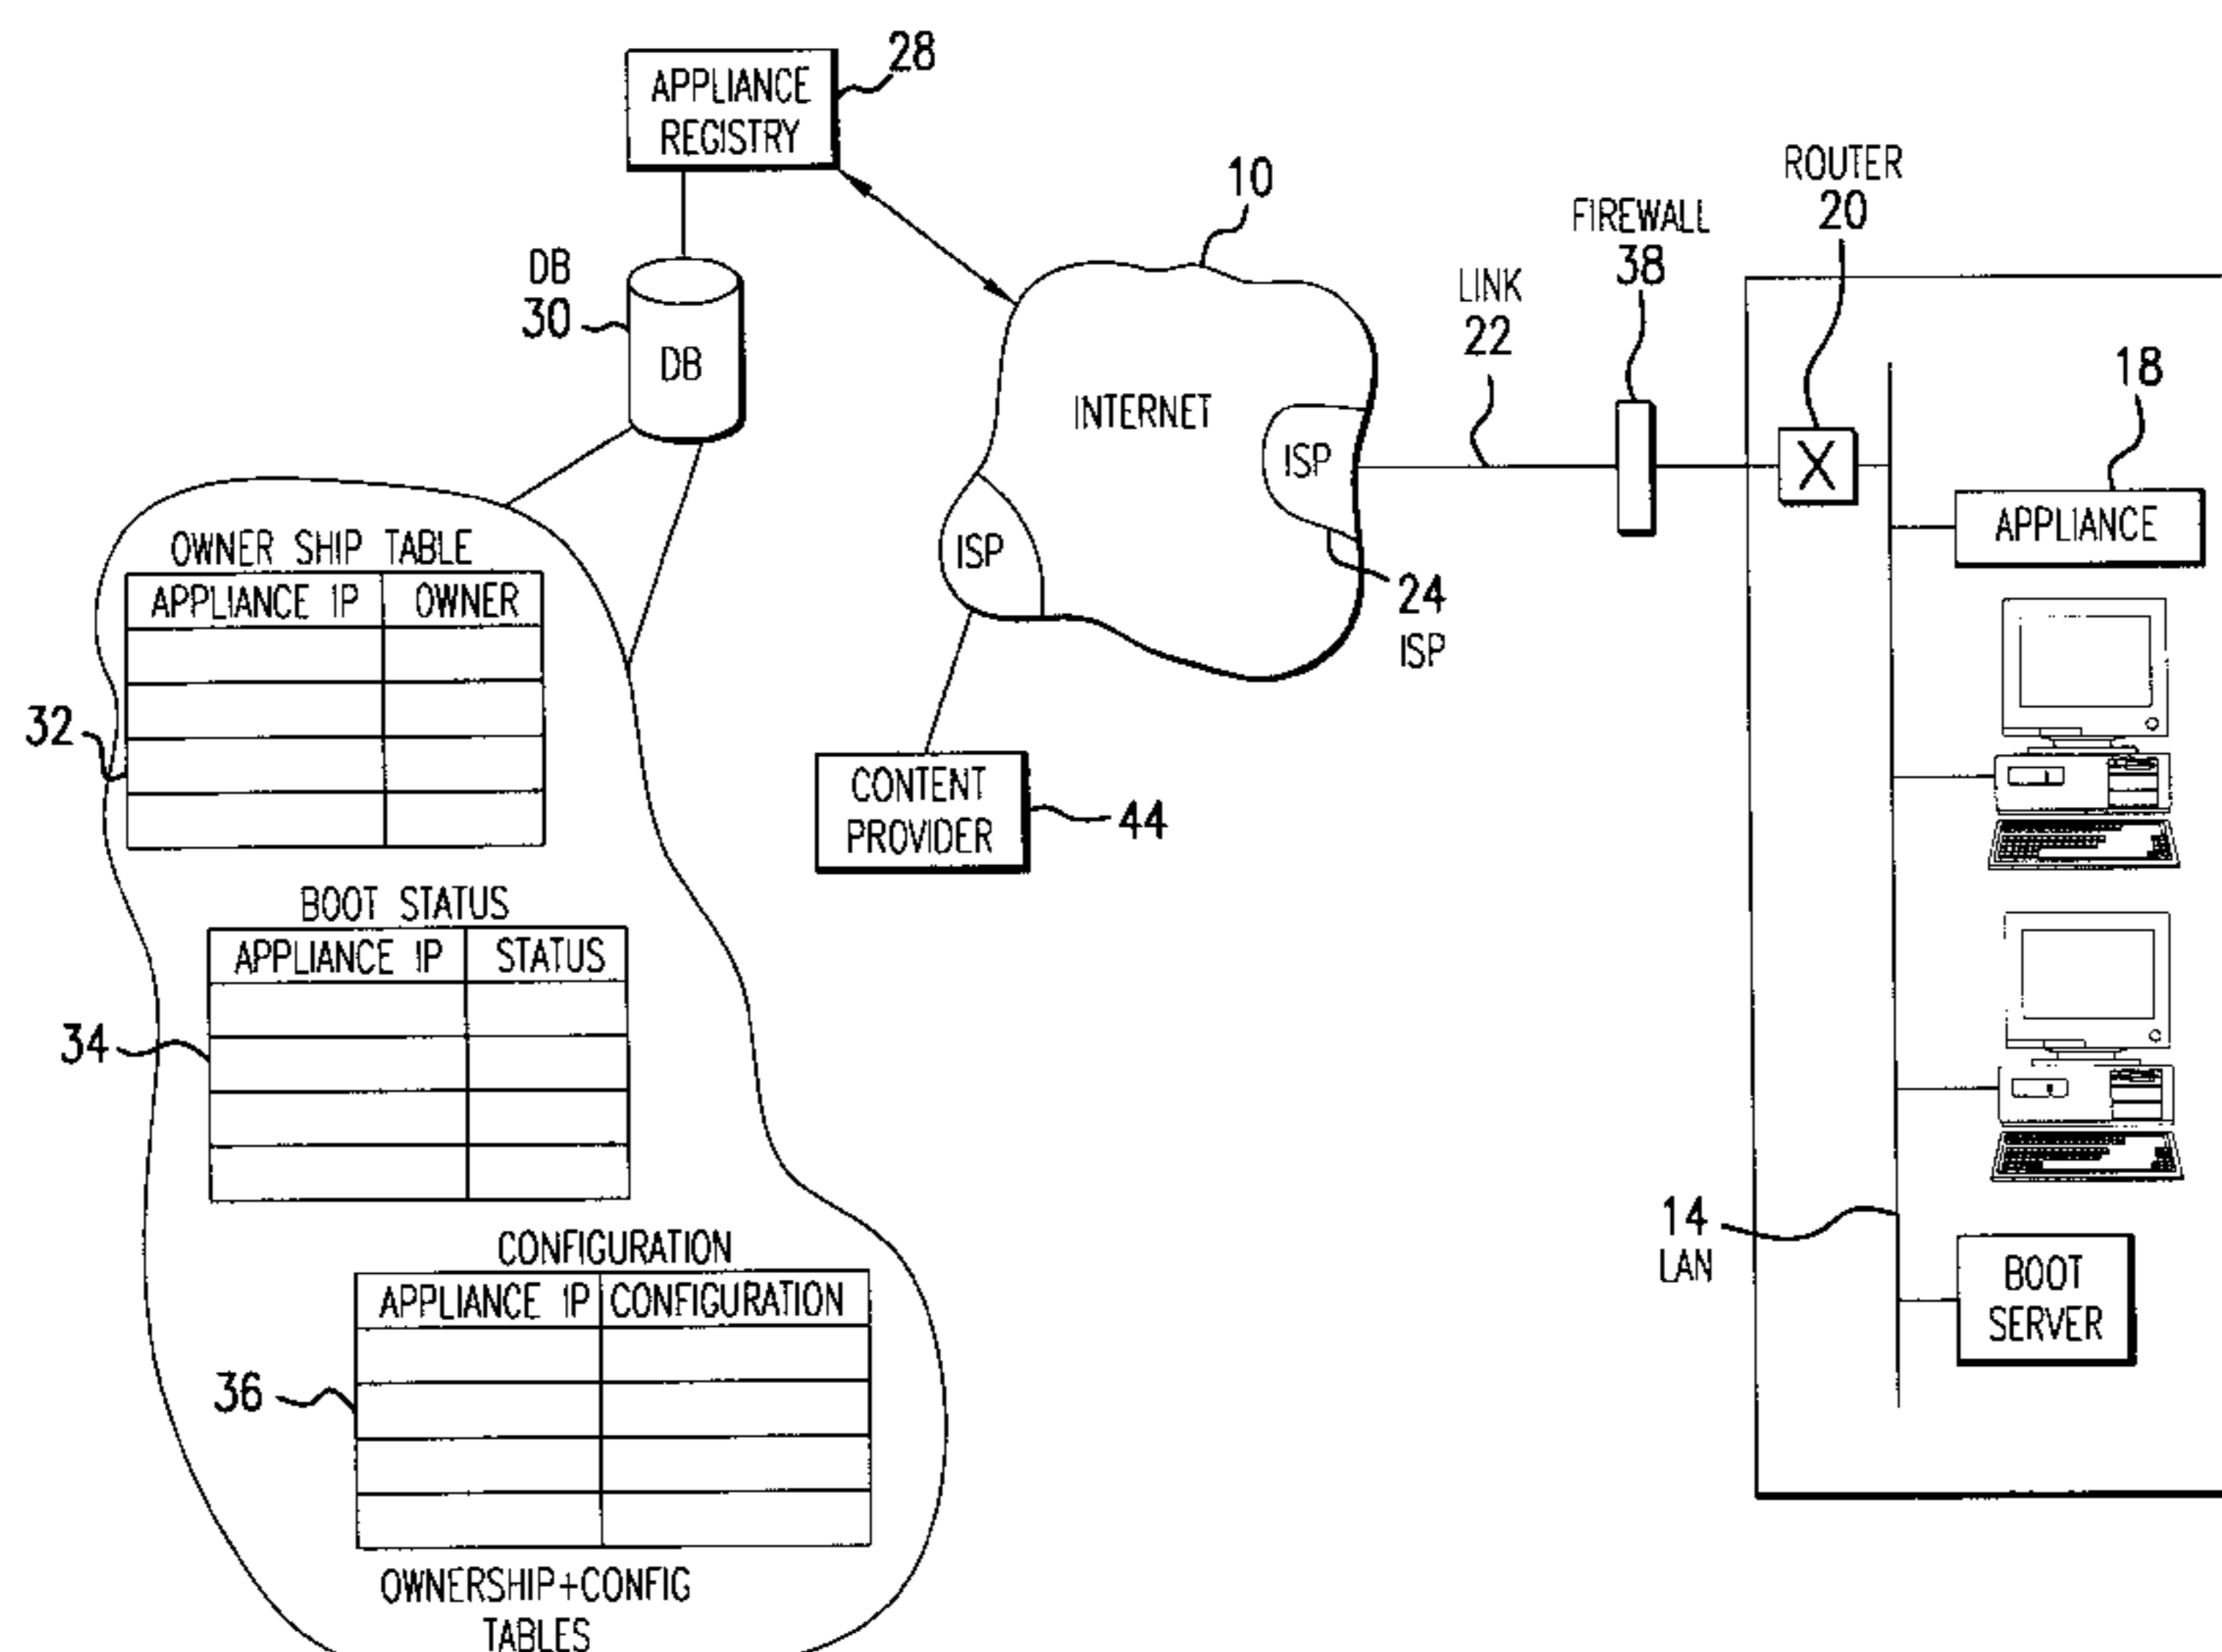 28
APPLIANCE
REGISTRY
10
ROUTER
20
FIREWALL
38
DB
30
DB
LINK
22
INTERNET
ISP
ISP
24
ISP
X
18
APPLIANCE
OWNER SHIP TABLE
APPLIANCE IP OWNER
32
CONTENT
PROVIDER
44
BOOT STATUS
APPLIANCE IP STATUS
34
CONFIGURATION
APPLIANCE IP CONFIGURATION
36
OWNERSHIP+CONFIG
TABLES
14
LAN
BOOT
SERVER